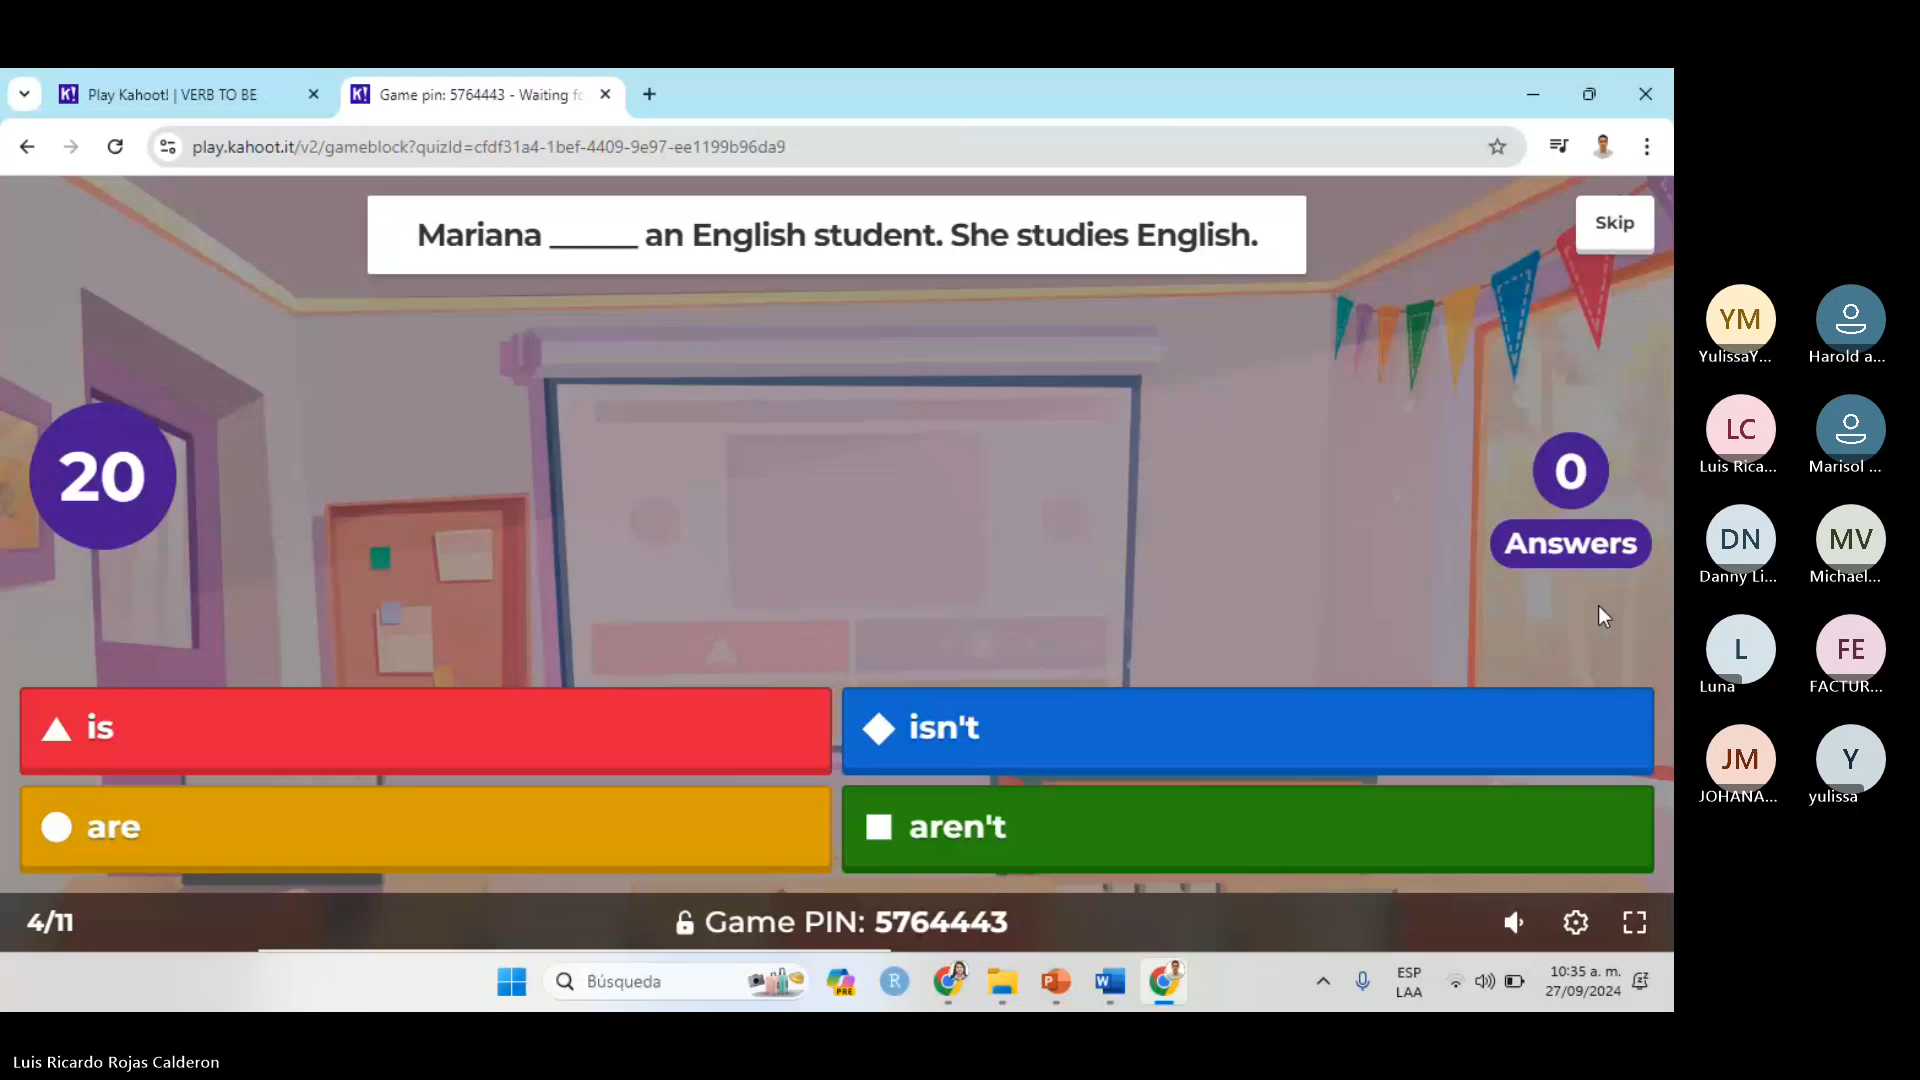 Play Kahoot! | VERB TO BE
Game pin: 5764443 - Waiting fo
play.kahoot.it/v2/gameblock?quizId=cfdf31a4-1bef-4409-9e97-ee1199b96da9
Mariana ______ an English student. She studies English.
Skip
20
0
Answers
is
isn't
are
aren't
4/11
Game PIN: 5764443
Búsqueda
PRE
R
ESP
LAA
10:35 a. m.
27/09/2024
YM
YulissaY...
Harold a...
LC
Luis Rica...
Marisol ...
DN
Danny Li...
MV
Michael...
L
Luna
FE
FACTUR...
JM
JOHANA...
Y
yulissa
Luis Ricardo Rojas Calderon